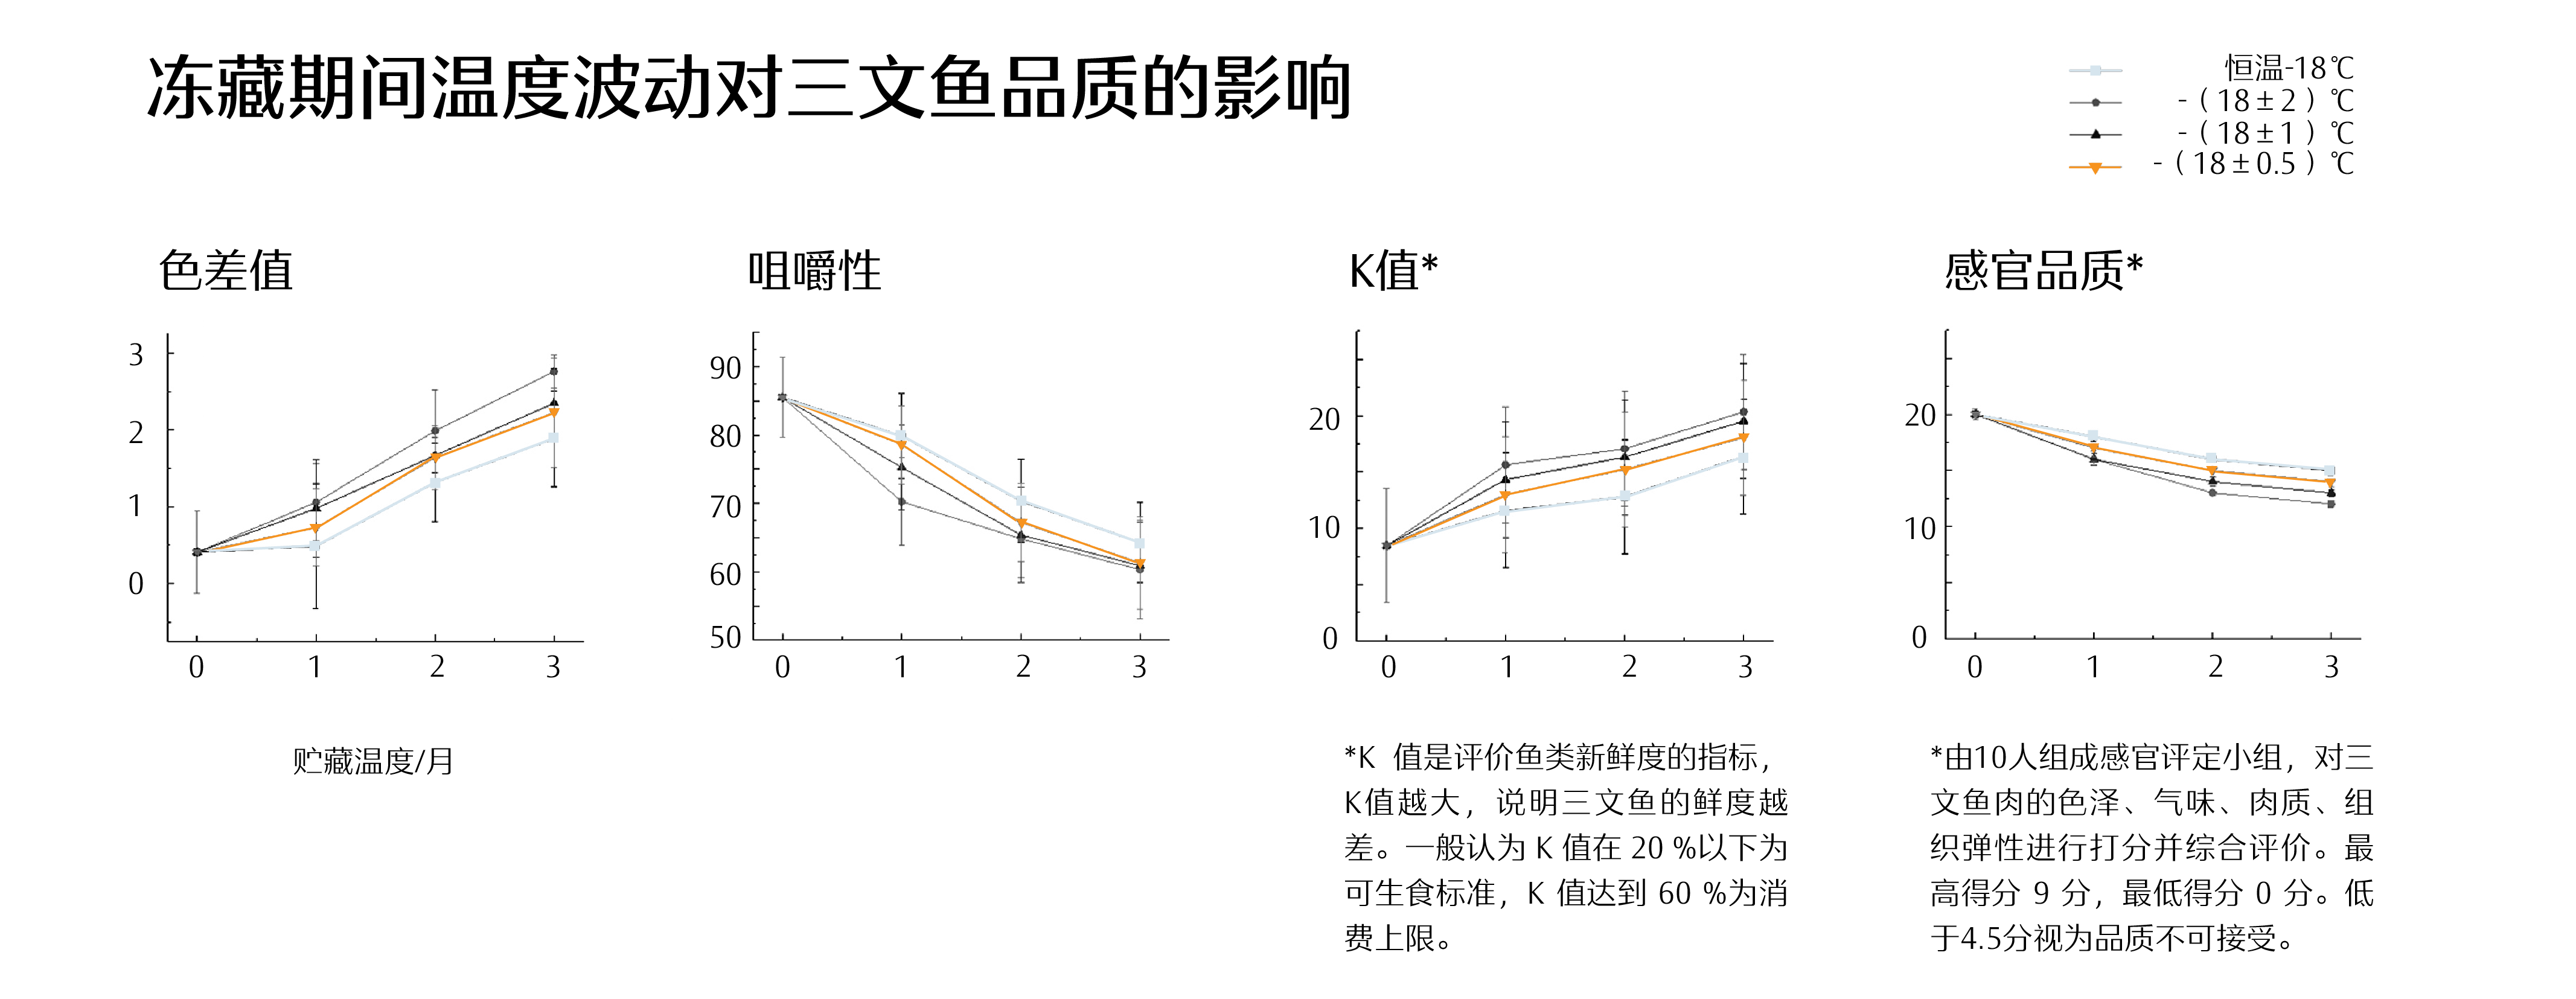 冻藏期间温度波动对三文鱼品质的影响
恒温-18℃
-（18±2）℃
-（18±1）℃
-（18±0.5）℃
色差值
3
2
1
0
0 1 2 3
贮藏温度/月
咀嚼性
90
80
70
60
50
0 1 2 3
K值*
20
10
0
0 1 2 3
*K 值是评价鱼类新鲜度的指标，
K值越大，说明三文鱼的鲜度越
差。一般认为 K 值在 20 %以下为
可生食标准，K 值达到 60 %为消
费上限。
感官品质*
20
10
0
0 1 2 3
*由10人组成感官评定小组，对三
文鱼肉的色泽、气味、肉质、组
织弹性进行打分并综合评价。最
高得分 9 分，最低得分 0 分。低
于4.5分视为品质不可接受。